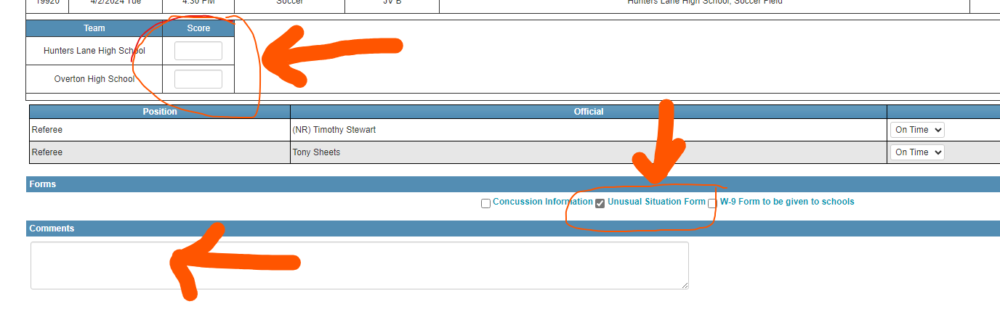 19920 4/2/2024 Tue 4:30 PM Soccer JV B Hunters Lane High School, Soccer Field
Team Score
Hunters Lane High School
Overton High School
Position Official
Referee (NR) Timothy Stewart On Time
Referee Tony Sheets On Time
Forms
Concussion Information Unusual Situation Form W-9 Form to be given to schools
Comments